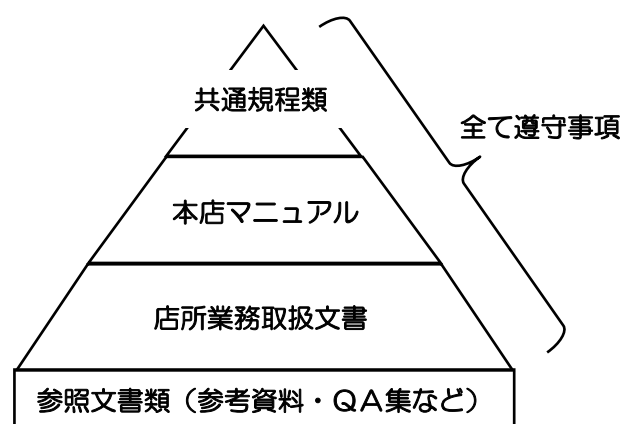 共通規程類
全て遵守事項
本店マニュアル
店所業務取扱文書
参照文書類（参考資料・ＱＡ集など）